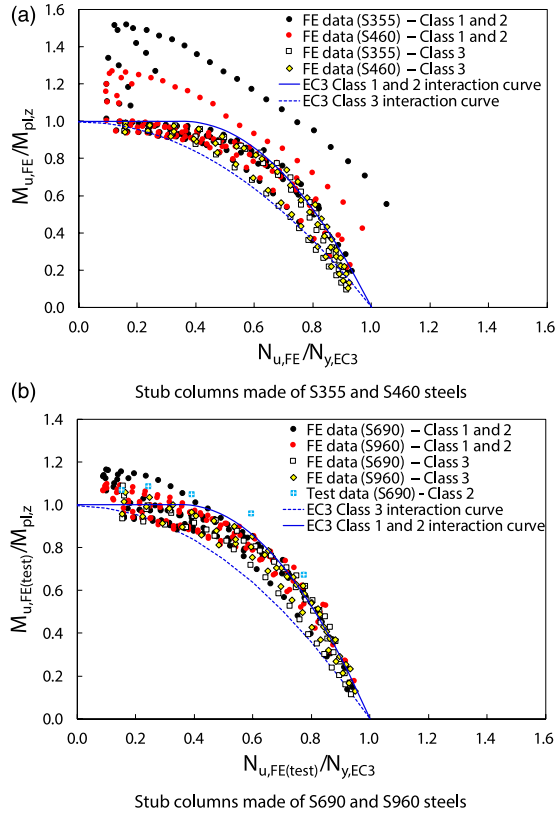 (a)
1.6
1.4
1.2
1.0
0.8
0.6
0.4
0.2
0.0
M_u,FE/M_pl,z
FE data (S355) – Class 1 and 2
FE data (S460) – Class 1 and 2
FE data (S355) – Class 3
FE data (S460) – Class 3
EC3 Class 1 and 2 interaction curve
EC3 Class 3 interaction curve
0.0 0.2 0.4 0.6 0.8 1.0 1.2 1.4
N_u,FE/N_y,EC3
Stub columns made of S355 and S460 steels
(b)
1.4
1.2
1.0
0.8
0.6
0.4
0.2
0.0
M_u,FE(test)/M_pl,z
FE data (S690) – Class 1 and 2
FE data (S960) – Class 1 and 2
FE data (S690) – Class 3
FE data (S960) – Class 3
Test data (S690) - Class 2
EC3 Class 3 interaction curve
EC3 Class 1 and 2 interaction curve
0.0 0.2 0.4 0.6 0.8 1.0 1.2 1.4
N_u,FE(test)/N_y,EC3
Stub columns made of S690 and S960 steels